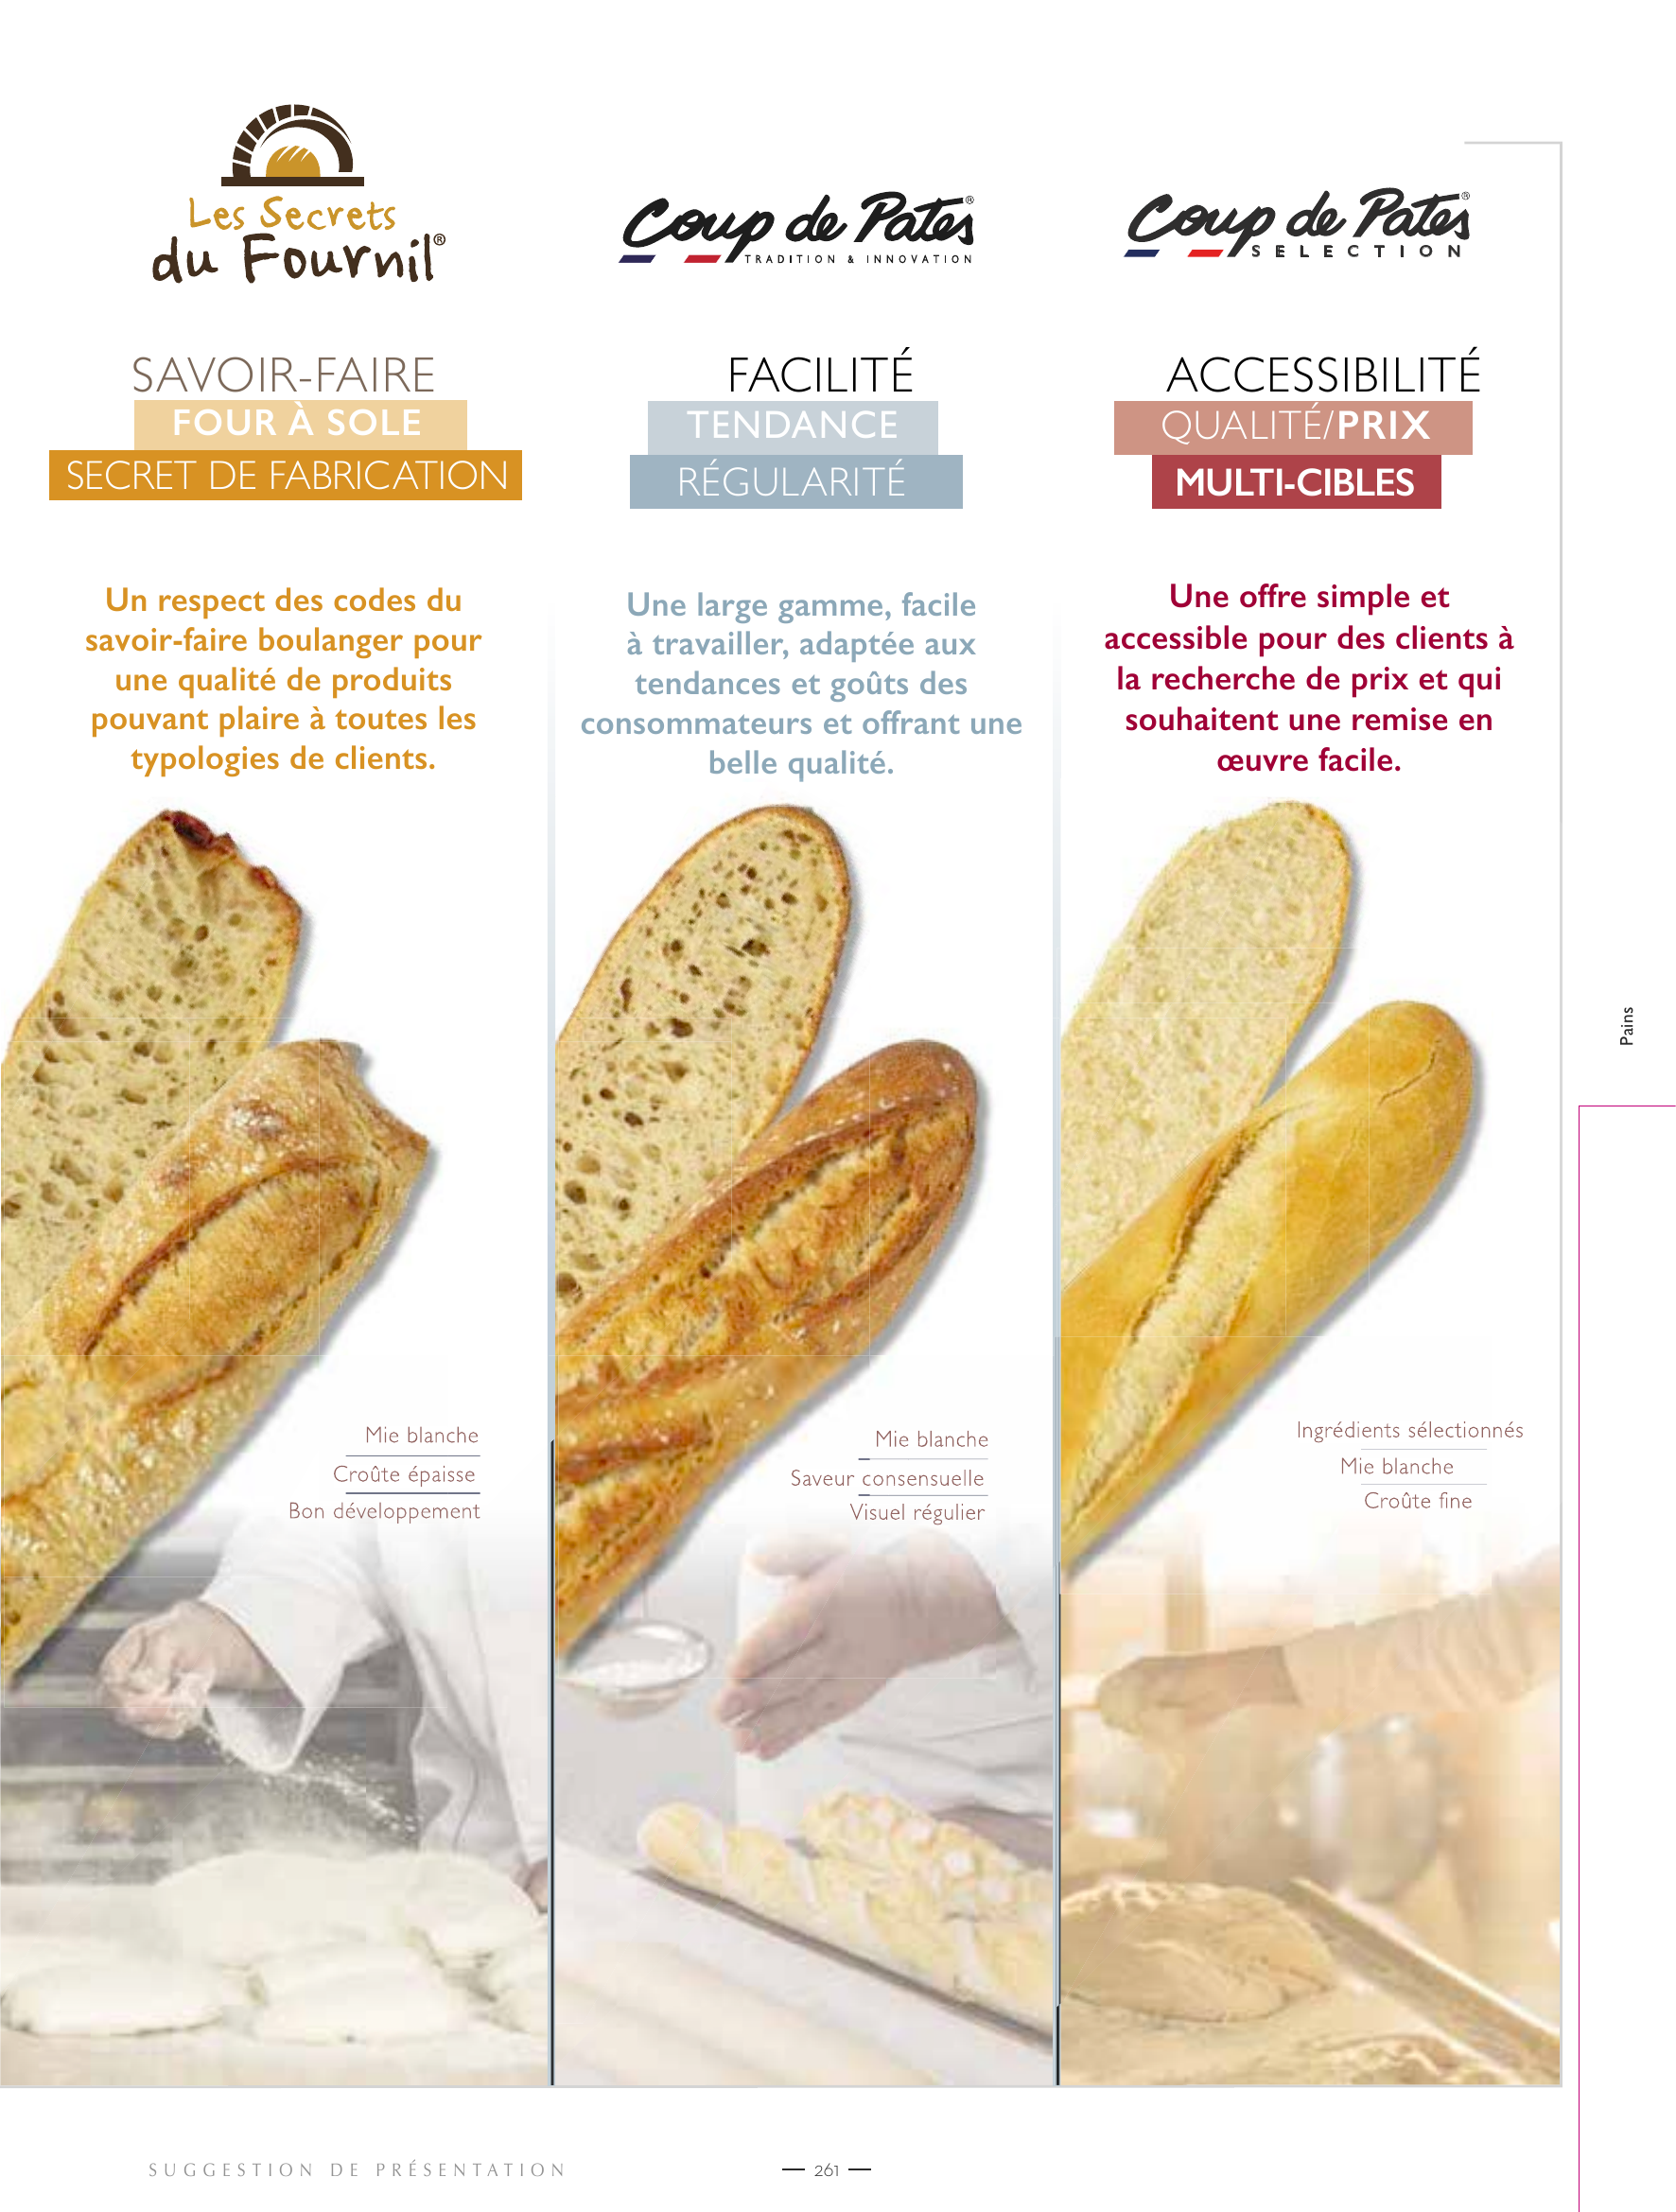 Les Secrets
du Fournil®
SAVOIR-FAIRE
FOUR À SOLE
SECRET DE FABRICATION
Un respect des codes du
savoir-faire boulanger pour
une qualité de produits
pouvant plaire à toutes les
typologies de clients.
Mie blanche
Croûte épaisse
Bon développement
Coup de Pates®
TRADITION & INNOVATION
FACILITÉ
TENDANCE
RÉGULARITÉ
Une large gamme, facile
à travailler, adaptée aux
tendances et goûts des
consommateurs et offrant une
belle qualité.
Mie blanche
Saveur consensuelle
Visuel régulier
Coup de Pates®
SELECTION
ACCESSIBILITÉ
QUALITÉ/PRIX
MULTI-CIBLES
Une offre simple et
accessible pour des clients à
la recherche de prix et qui
souhaitent une remise en
œuvre facile.
Ingrédients sélectionnés
Mie blanche
Croûte fine
Pains
SUGGESTION DE PRÉSENTATION
— 261 —